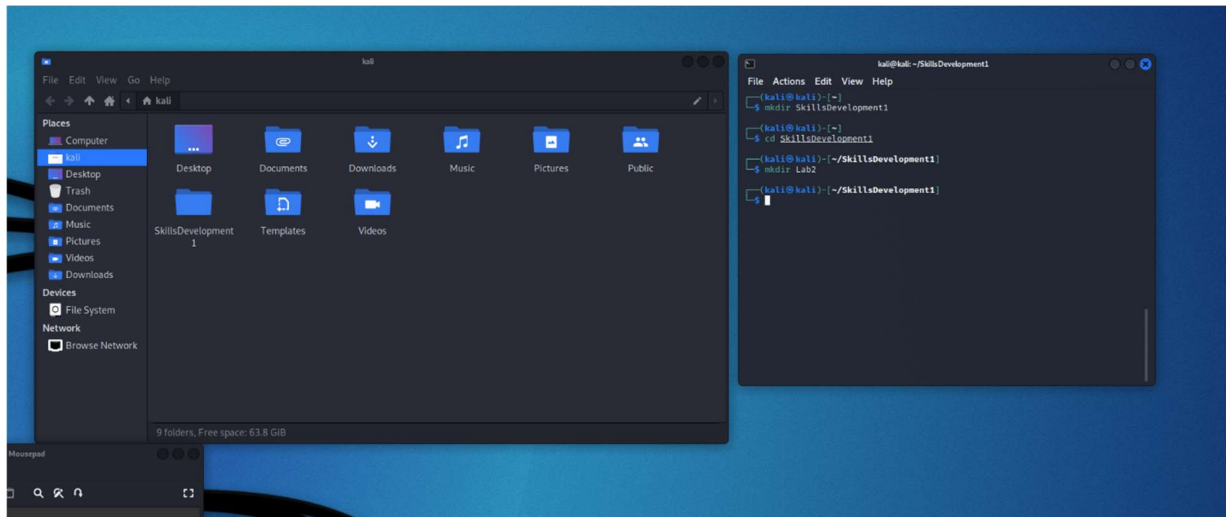 kali
File Edit View Go Help
kali
Places
Computer
kali
Desktop
Trash
Documents
Music
Pictures
Videos
Downloads
Devices
File System
Network
Browse Network
Desktop Documents Downloads Music Pictures Public
SkillsDevelopment
1
Templates Videos
9 folders, Free space: 63.8 GiB
kali@kali: ~/SkillsDevelopment1
File Actions Edit View Help
(kali㉿kali)-[~]
$ mkdir SkillsDevelopment1
(kali㉿kali)-[~]
$ cd SkillsDevelopment1
(kali㉿kali)-[~/SkillsDevelopment1]
$ mkdir Lab2
(kali㉿kali)-[~/SkillsDevelopment1]
$
Mousepad